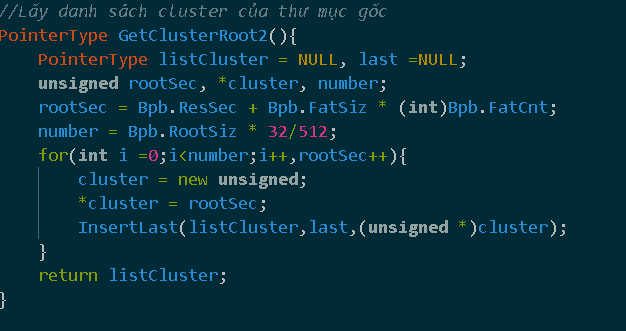 //Lấy danh sách cluster của thư mục gốc
PointerType GetClusterRoot2(){
PointerType listCluster = NULL, last =NULL;
unsigned rootSec, *cluster, number;
rootSec = Bpb.ResSec + Bpb.FatSiz * (int)Bpb.FatCnt;
number = Bpb.RootSiz * 32/512;
for(int i =0;i<number;i++,rootSec++){
cluster = new unsigned;
*cluster = rootSec;
InsertLast(listCluster,last,(unsigned *)cluster);
}
return listCluster;
}